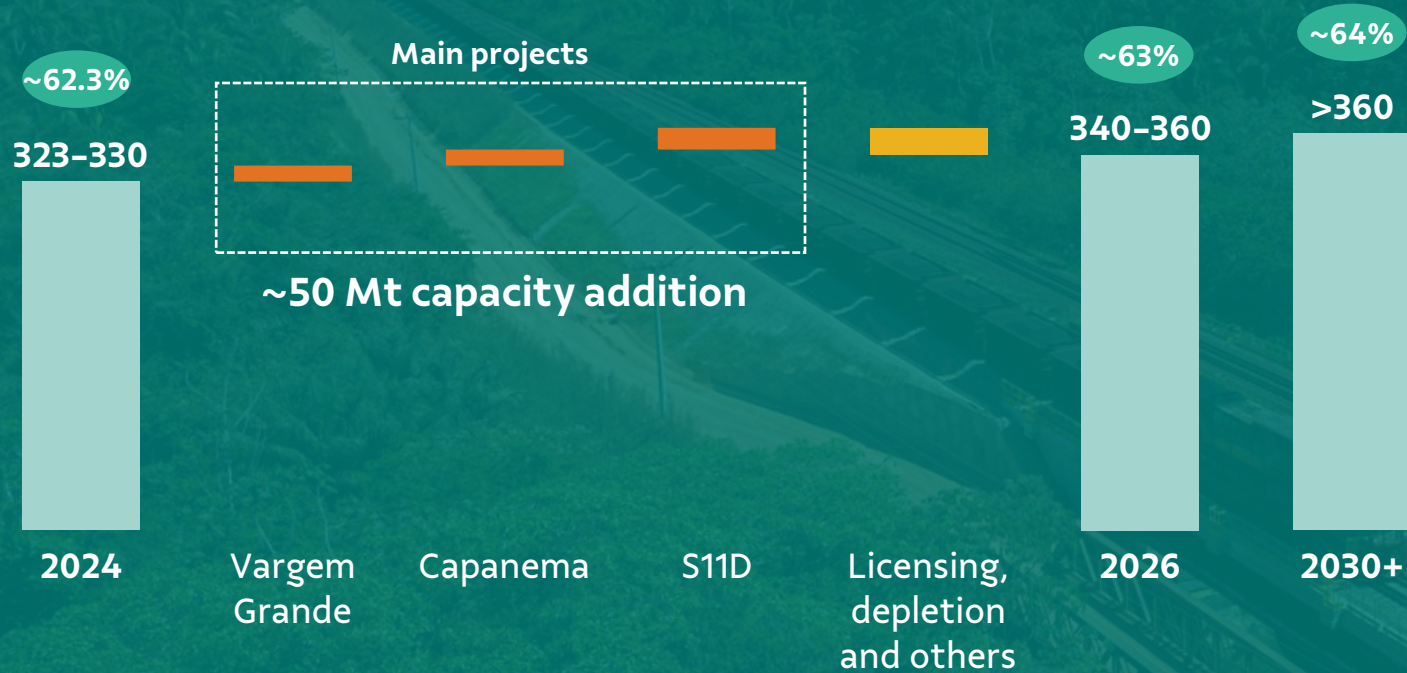 Main projects
~62.3%
323–330
~50 Mt capacity addition
~63%
340–360
~64%
>360
2024
Vargem
Grande
Capanema
S11D
Licensing,
depletion
and others
2026
2030+